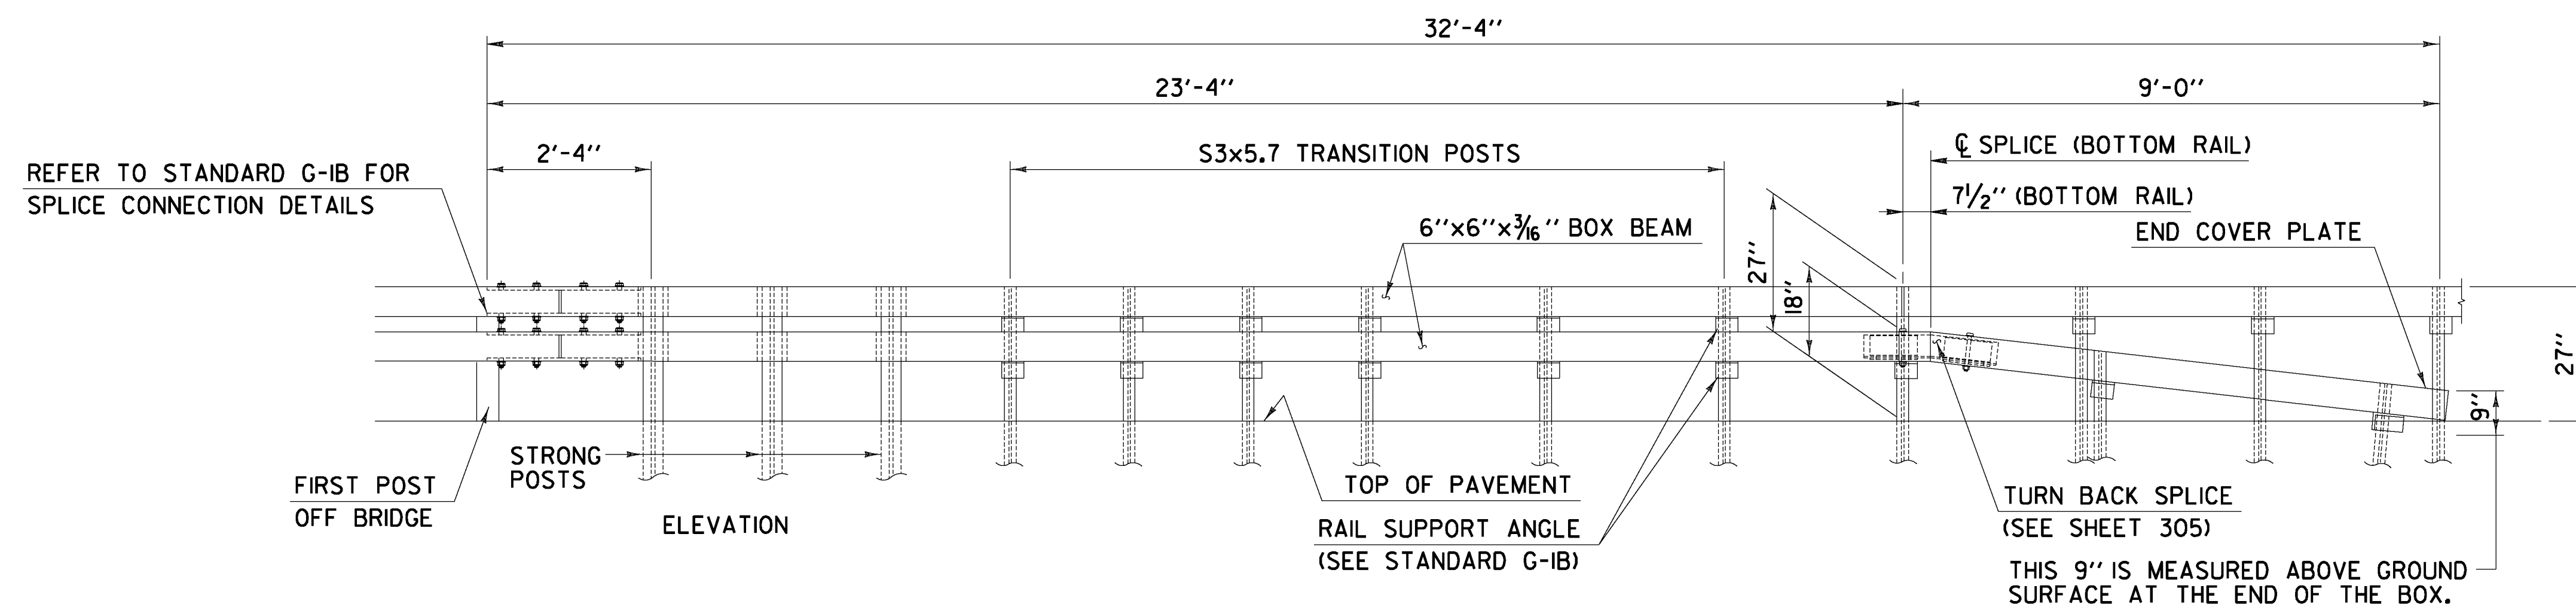 32'-4"
23'-4"
9'-0"
2'-4"
S3x5.7 TRANSITION POSTS
℄ SPLICE (BOTTOM RAIL)
REFER TO STANDARD G-1B FOR
SPLICE CONNECTION DETAILS
7½" (BOTTOM RAIL)
6"x6"x3/16" BOX BEAM
END COVER PLATE
27"
18"
27"
9"
STRONG
POSTS
FIRST POST
OFF BRIDGE
ELEVATION
TOP OF PAVEMENT
RAIL SUPPORT ANGLE
(SEE STANDARD G-1B)
TURN BACK SPLICE
(SEE SHEET 305)
THIS 9" IS MEASURED ABOVE GROUND
SURFACE AT THE END OF THE BOX.